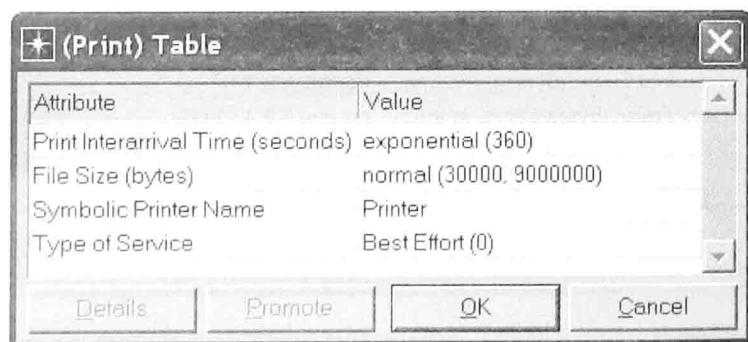 (Print) Table
Attribute Value
Print Interarrival Time (seconds) exponential (360)
File Size (bytes) normal (30000, 9000000)
Symbolic Printer Name Printer
Type of Service Best Effort (0)
Details Promote OK Cancel